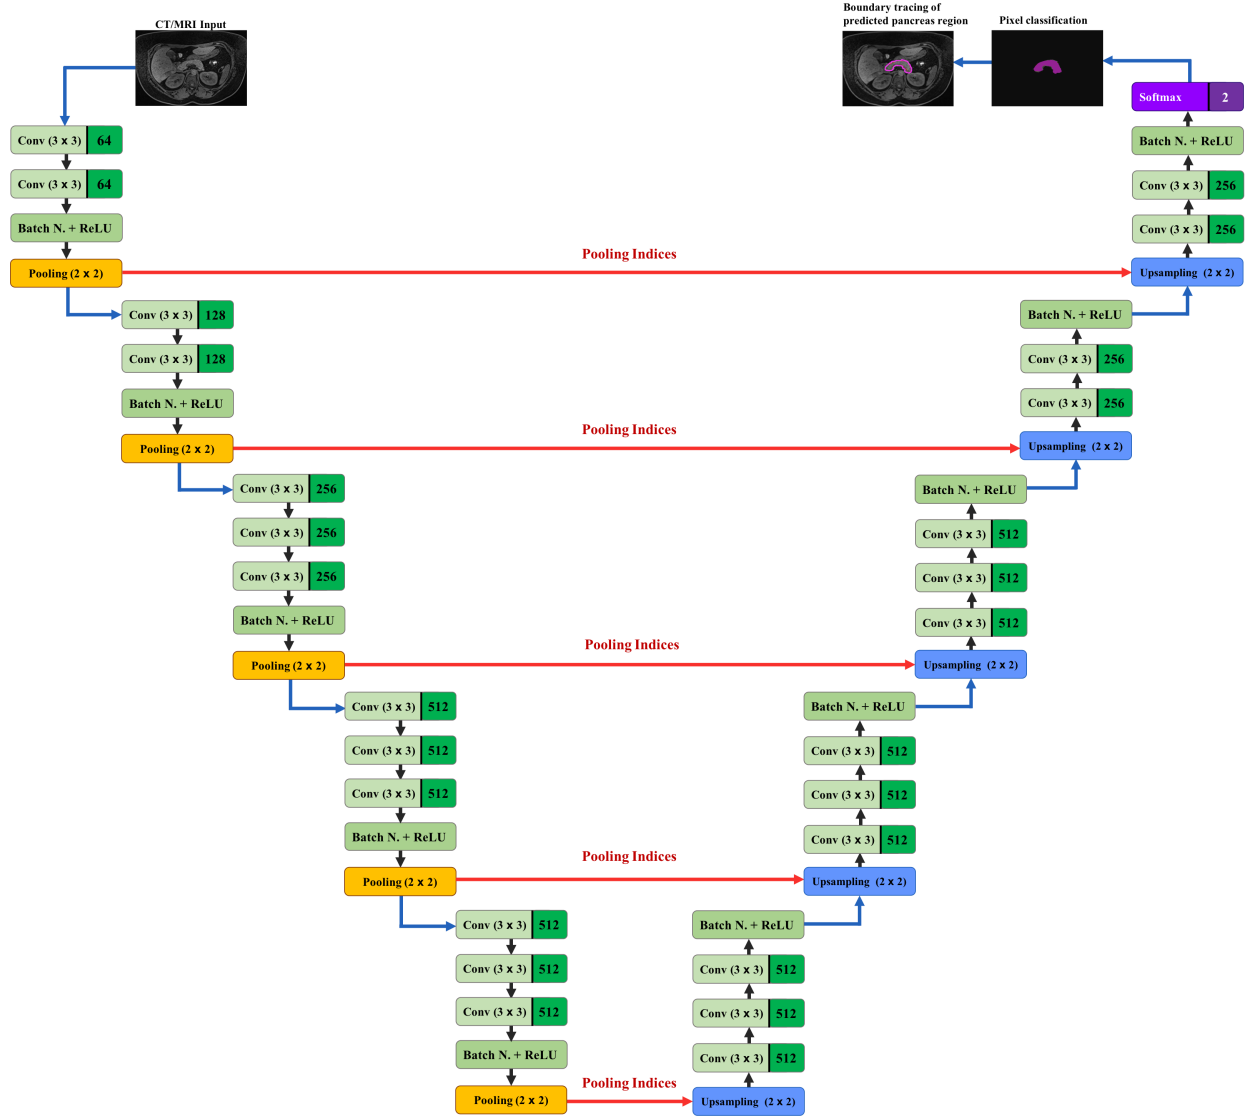 CT/MRI Input
Boundary tracing of
predicted pancreas region
Pixel classification
Softmax 2
Conv (3 x 3) 64
Conv (3 x 3) 64
Batch N. + ReLU
Pooling (2 x 2)
Pooling Indices
Batch N. + ReLU
Conv (3 x 3) 256
Conv (3 x 3) 256
Upsampling (2 x 2)
Conv (3 x 3) 128
Conv (3 x 3) 128
Batch N. + ReLU
Pooling (2 x 2)
Pooling Indices
Batch N. + ReLU
Conv (3 x 3) 256
Conv (3 x 3) 256
Upsampling (2 x 2)
Conv (3 x 3) 256
Conv (3 x 3) 256
Conv (3 x 3) 256
Batch N. + ReLU
Pooling (2 x 2)
Pooling Indices
Batch N. + ReLU
Conv (3 x 3) 512
Conv (3 x 3) 512
Conv (3 x 3) 512
Upsampling (2 x 2)
Conv (3 x 3) 512
Conv (3 x 3) 512
Conv (3 x 3) 512
Batch N. + ReLU
Pooling (2 x 2)
Pooling Indices
Batch N. + ReLU
Conv (3 x 3) 512
Conv (3 x 3) 512
Conv (3 x 3) 512
Upsampling (2 x 2)
Conv (3 x 3) 512
Conv (3 x 3) 512
Conv (3 x 3) 512
Batch N. + ReLU
Pooling (2 x 2)
Pooling Indices
Batch N. + ReLU
Conv (3 x 3) 512
Conv (3 x 3) 512
Conv (3 x 3) 512
Upsampling (2 x 2)